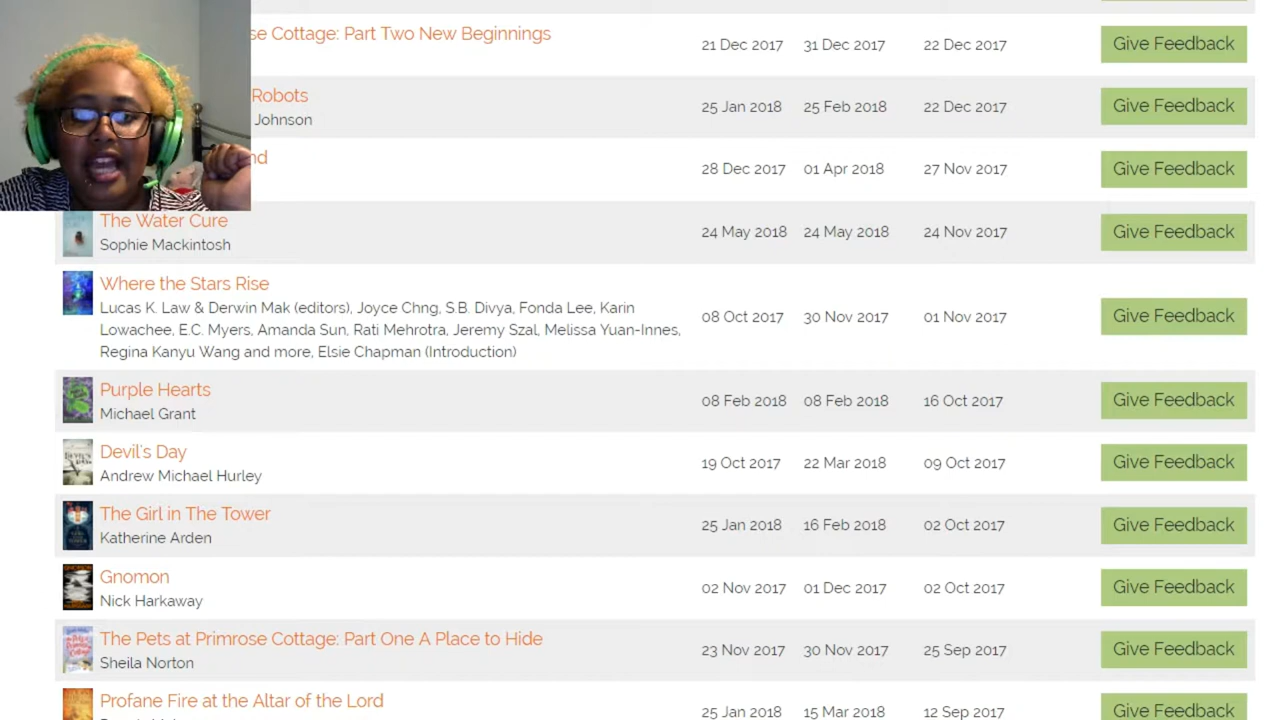 se Cottage: Part Two New Beginnings
21 Dec 2017 31 Dec 2017 22 Dec 2017 Give Feedback
Robots
Johnson
25 Jan 2018 25 Feb 2018 22 Dec 2017 Give Feedback
nd
28 Dec 2017 01 Apr 2018 27 Nov 2017 Give Feedback
The Water Cure
Sophie Mackintosh
24 May 2018 24 May 2018 24 Nov 2017 Give Feedback
Where the Stars Rise
Lucas K. Law & Derwin Mak (editors), Joyce Chng, S.B. Divya, Fonda Lee, Karin
Lowachee, E.C. Myers, Amanda Sun, Rati Mehrotra, Jeremy Szal, Melissa Yuan-Innes,
Regina Kanyu Wang and more, Elsie Chapman (Introduction)
08 Oct 2017 30 Nov 2017 01 Nov 2017 Give Feedback
Purple Hearts
Michael Grant
08 Feb 2018 08 Feb 2018 16 Oct 2017 Give Feedback
Devil's Day
Andrew Michael Hurley
19 Oct 2017 22 Mar 2018 09 Oct 2017 Give Feedback
The Girl in The Tower
Katherine Arden
25 Jan 2018 16 Feb 2018 02 Oct 2017 Give Feedback
Gnomon
Nick Harkaway
02 Nov 2017 01 Dec 2017 02 Oct 2017 Give Feedback
The Pets at Primrose Cottage: Part One A Place to Hide
Sheila Norton
23 Nov 2017 30 Nov 2017 25 Sep 2017 Give Feedback
Profane Fire at the Altar of the Lord
25 Jan 2018 15 Mar 2018 12 Sep 2017 Give Feedback